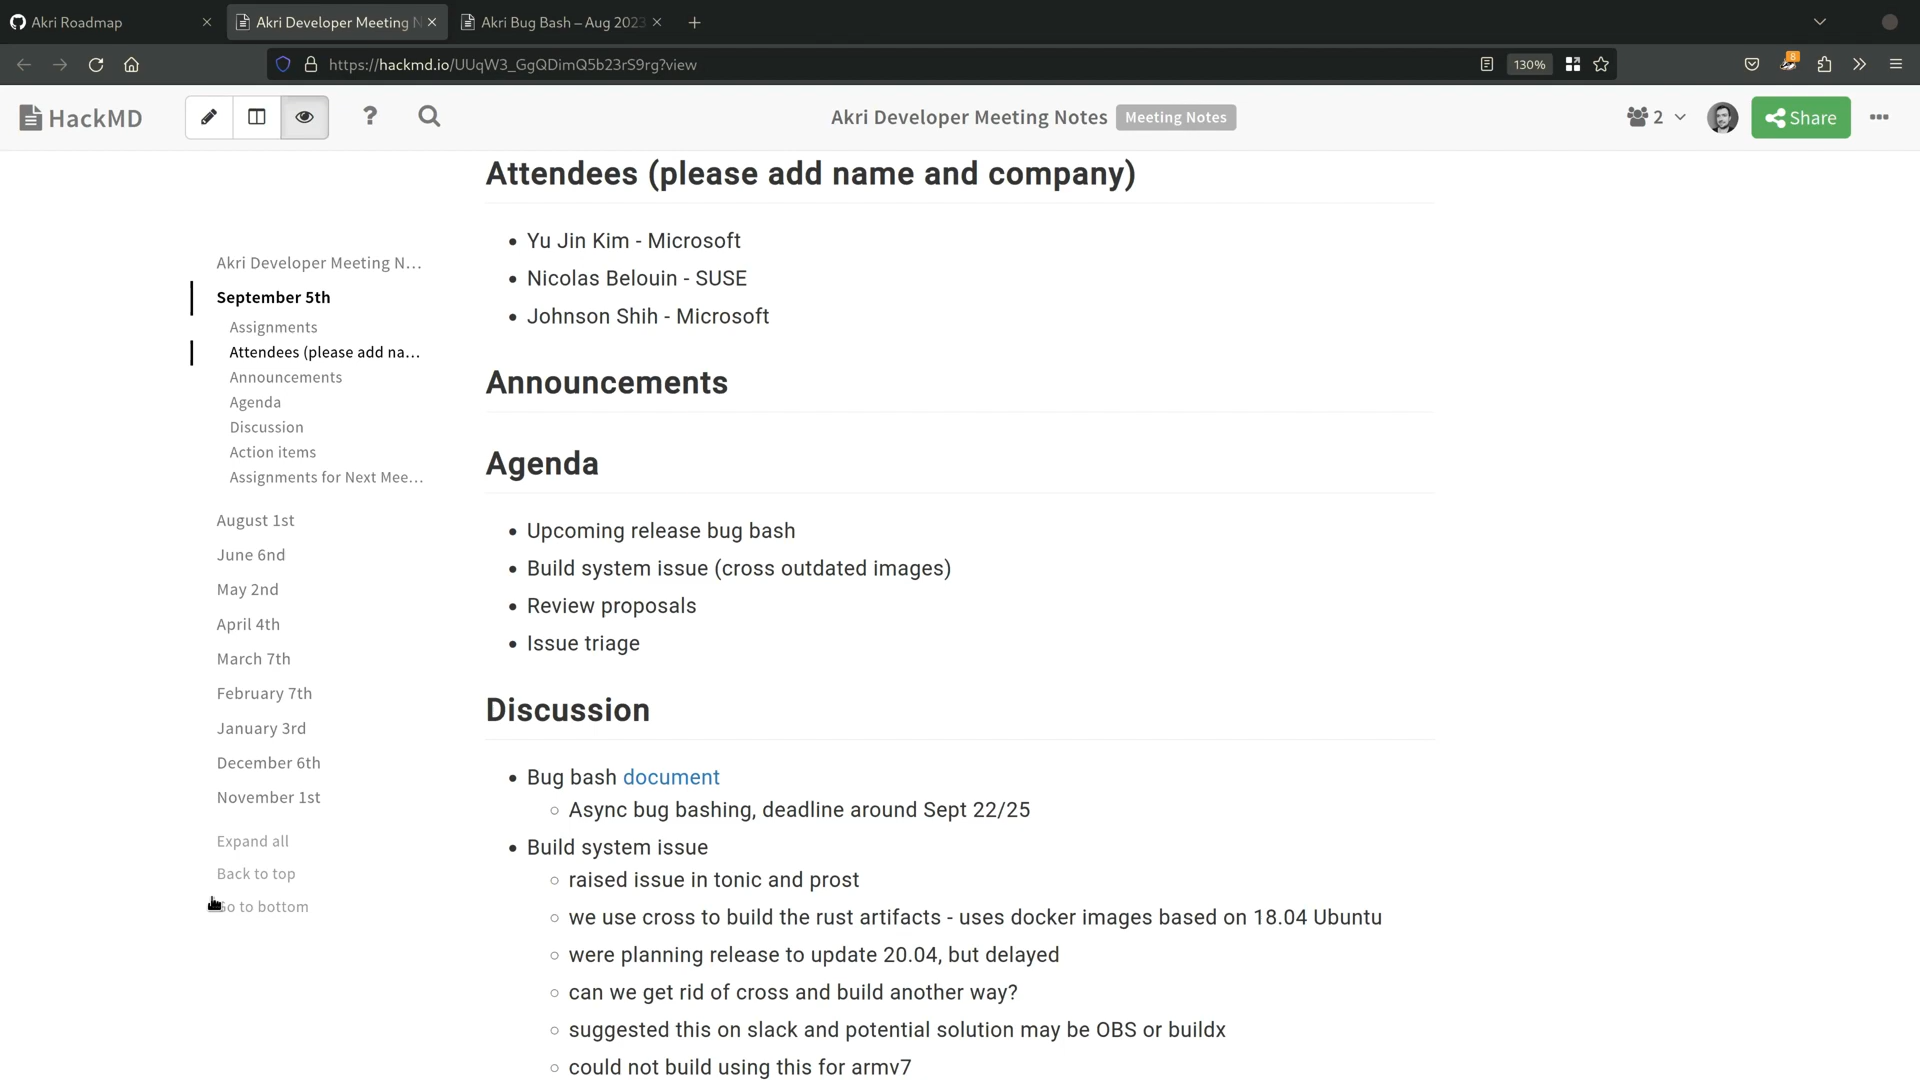 Akri Roadmap
Akri Developer Meeting N
Akri Bug Bash – Aug 2023
https://hackmd.io/UUqW3_GgQDimQ5b23rS9rg?view
130%
8
HackMD
?
Akri Developer Meeting Notes
Meeting Notes
2
Share
Akri Developer Meeting N…
September 5th
Assignments
Attendees (please add na…
Announcements
Agenda
Discussion
Action items
Assignments for Next Mee…
August 1st
June 6nd
May 2nd
April 4th
March 7th
February 7th
January 3rd
December 6th
November 1st
Expand all
Back to top
Go to bottom
Attendees (please add name and company)
Yu Jin Kim - Microsoft
Nicolas Belouin - SUSE
Johnson Shih - Microsoft
Announcements
Agenda
Upcoming release bug bash
Build system issue (cross outdated images)
Review proposals
Issue triage
Discussion
Bug bash document
Async bug bashing, deadline around Sept 22/25
Build system issue
raised issue in tonic and prost
we use cross to build the rust artifacts - uses docker images based on 18.04 Ubuntu
were planning release to update 20.04, but delayed
can we get rid of cross and build another way?
suggested this on slack and potential solution may be OBS or buildx
could not build using this for armv7